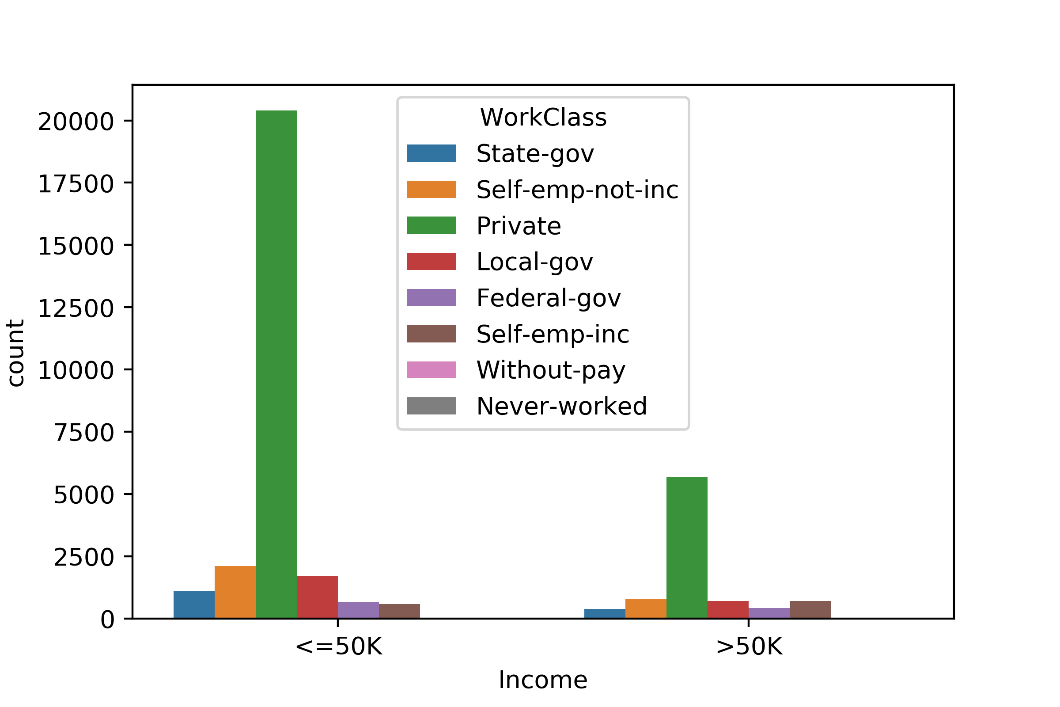 WorkClass
State-gov
Self-emp-not-inc
Private
Local-gov
Federal-gov
Self-emp-inc
Without-pay
Never-worked
20000
17500
15000
12500
10000
7500
5000
2500
0
count
<=50K >50K
Income